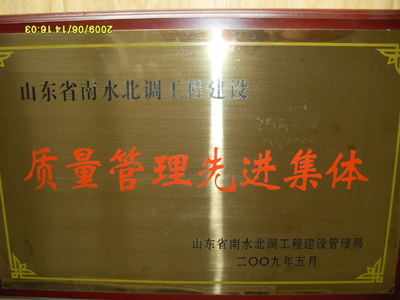 2009/06/14 16:03
山东省南水北调工程建设
质量管理先进集体
山东省南水北调工程建设管理局
二〇〇九年五月